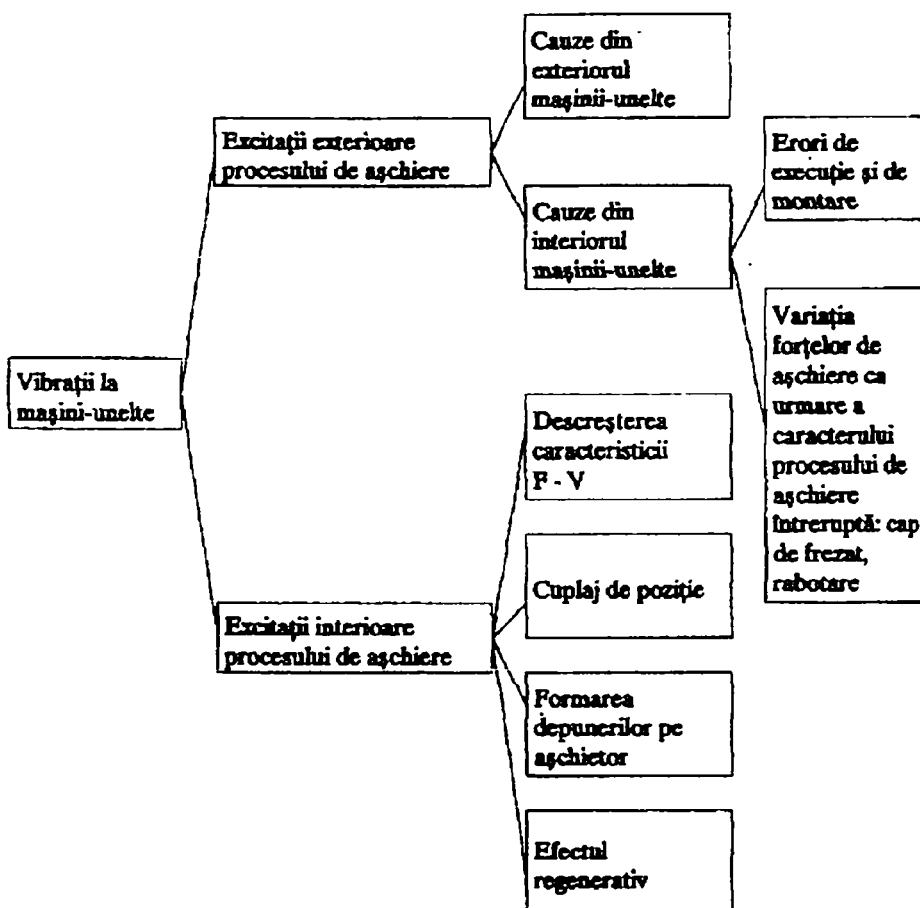 Cauze din
exteriorul
mașinii-unelte
Excitații exterioare
procesului de așchiere
Erori de
execuție și de
montare
Cauze din
interiorul
mașinii-unelte
Variația
forțelor de
așchiere ca
urmare a
caracterului
procesului de
așchiere
întreruptă: cap
de frezat,
rabotare
Vibrații la
mașini-unelte
Descreșterea
caracteristicii
F - V
Cuplaj de poziție
Excitații interioare
procesului de așchiere
Formarea
depunerilor pe
așchietor
Efectul
regenerativ